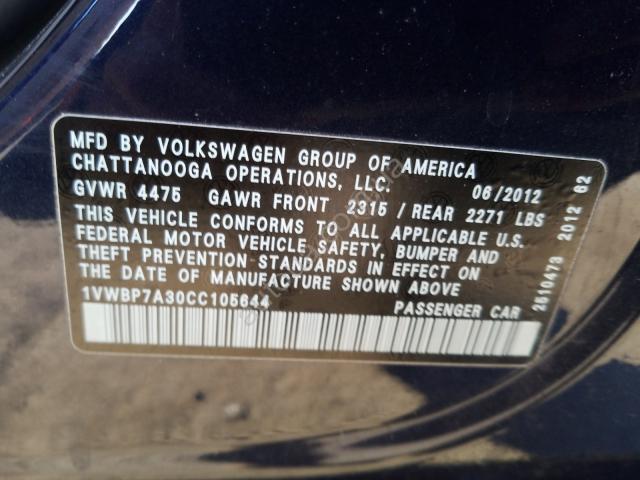 MFD BY VOLKSWAGEN GROUP OF AMERICA
CHATTANOOGA OPERATIONS, LLC. 06/2012
GVWR 4475 GAWR FRONT 2315 / REAR 2271 LBS
THIS VEHICLE CONFORMS TO ALL APPLICABLE U.S.
FEDERAL MOTOR VEHICLE SAFETY, BUMPER AND
THEFT PREVENTION-STANDARDS IN EFFECT ON
THE DATE OF MANUFACTURE SHOWN ABOVE
1VWBP7A30CC105644 PASSENGER CAR
2510473 2012 62